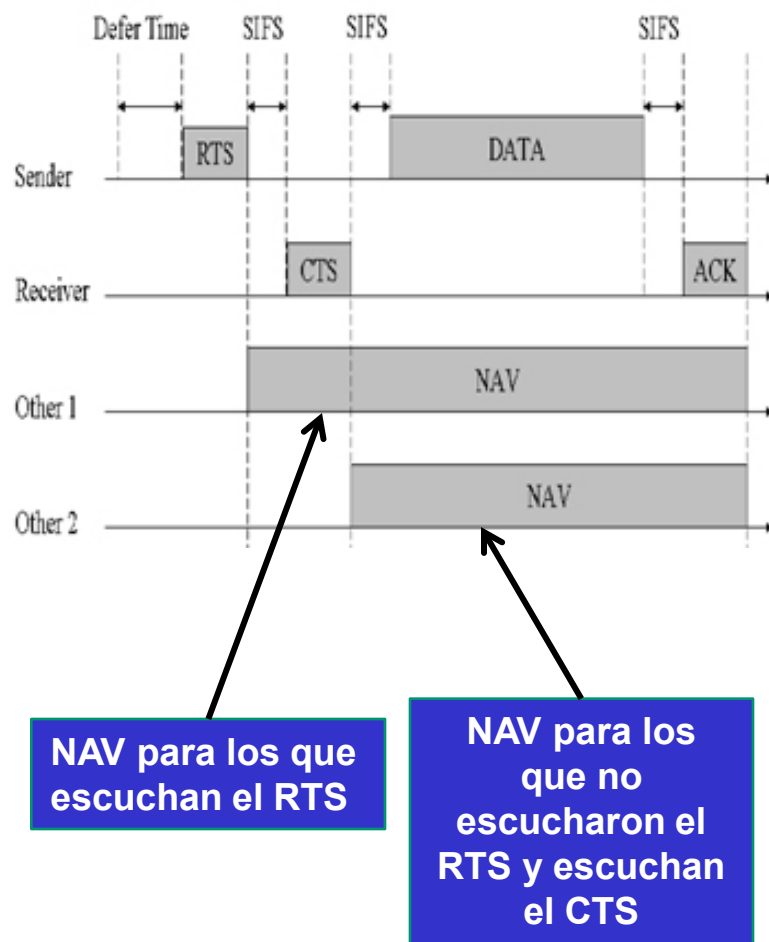 Defer Time SIFS SIFS SIFS
RTS DATA
Sender
CTS ACK
Receiver
NAV
Other 1
NAV
Other 2
NAV para los que
escuchan el RTS
NAV para los
que no
escucharon el
RTS y escuchan
el CTS